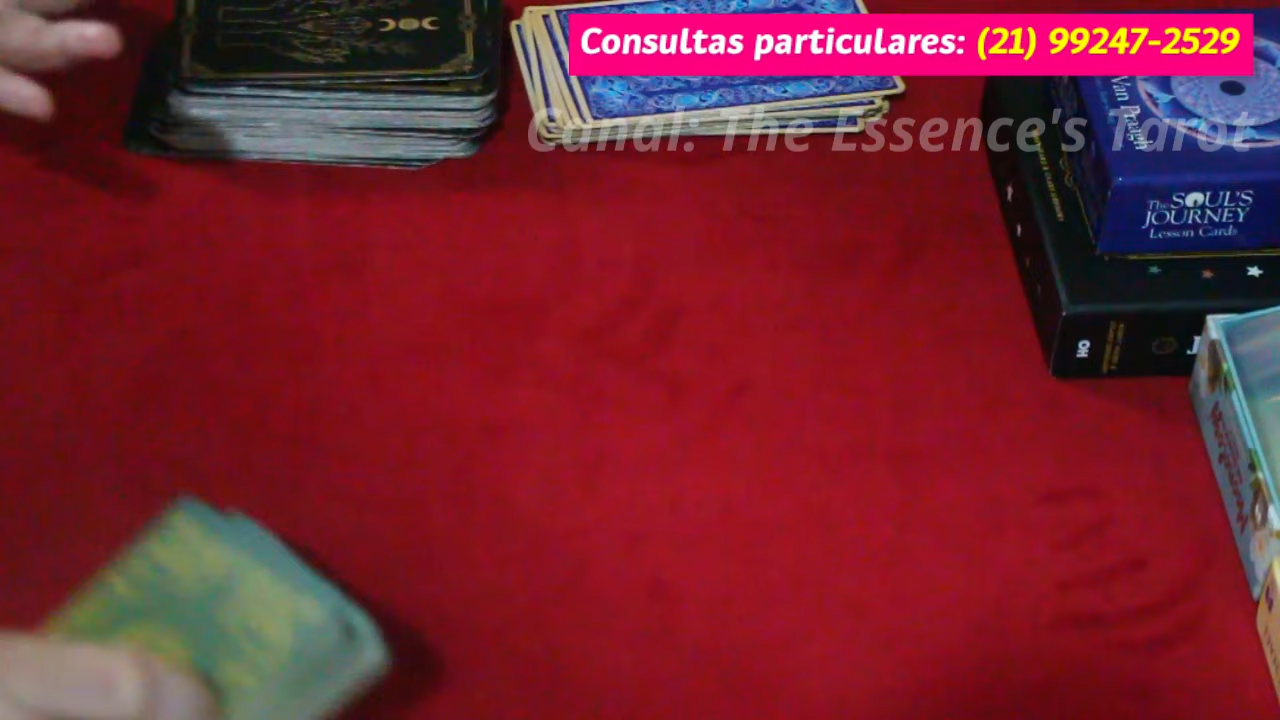 Consultas particulares: (21) 99247-2529
Canal: The Essence's Tarot
Van Praagh
The SOUL'S
JOURNEY
Lesson Cards